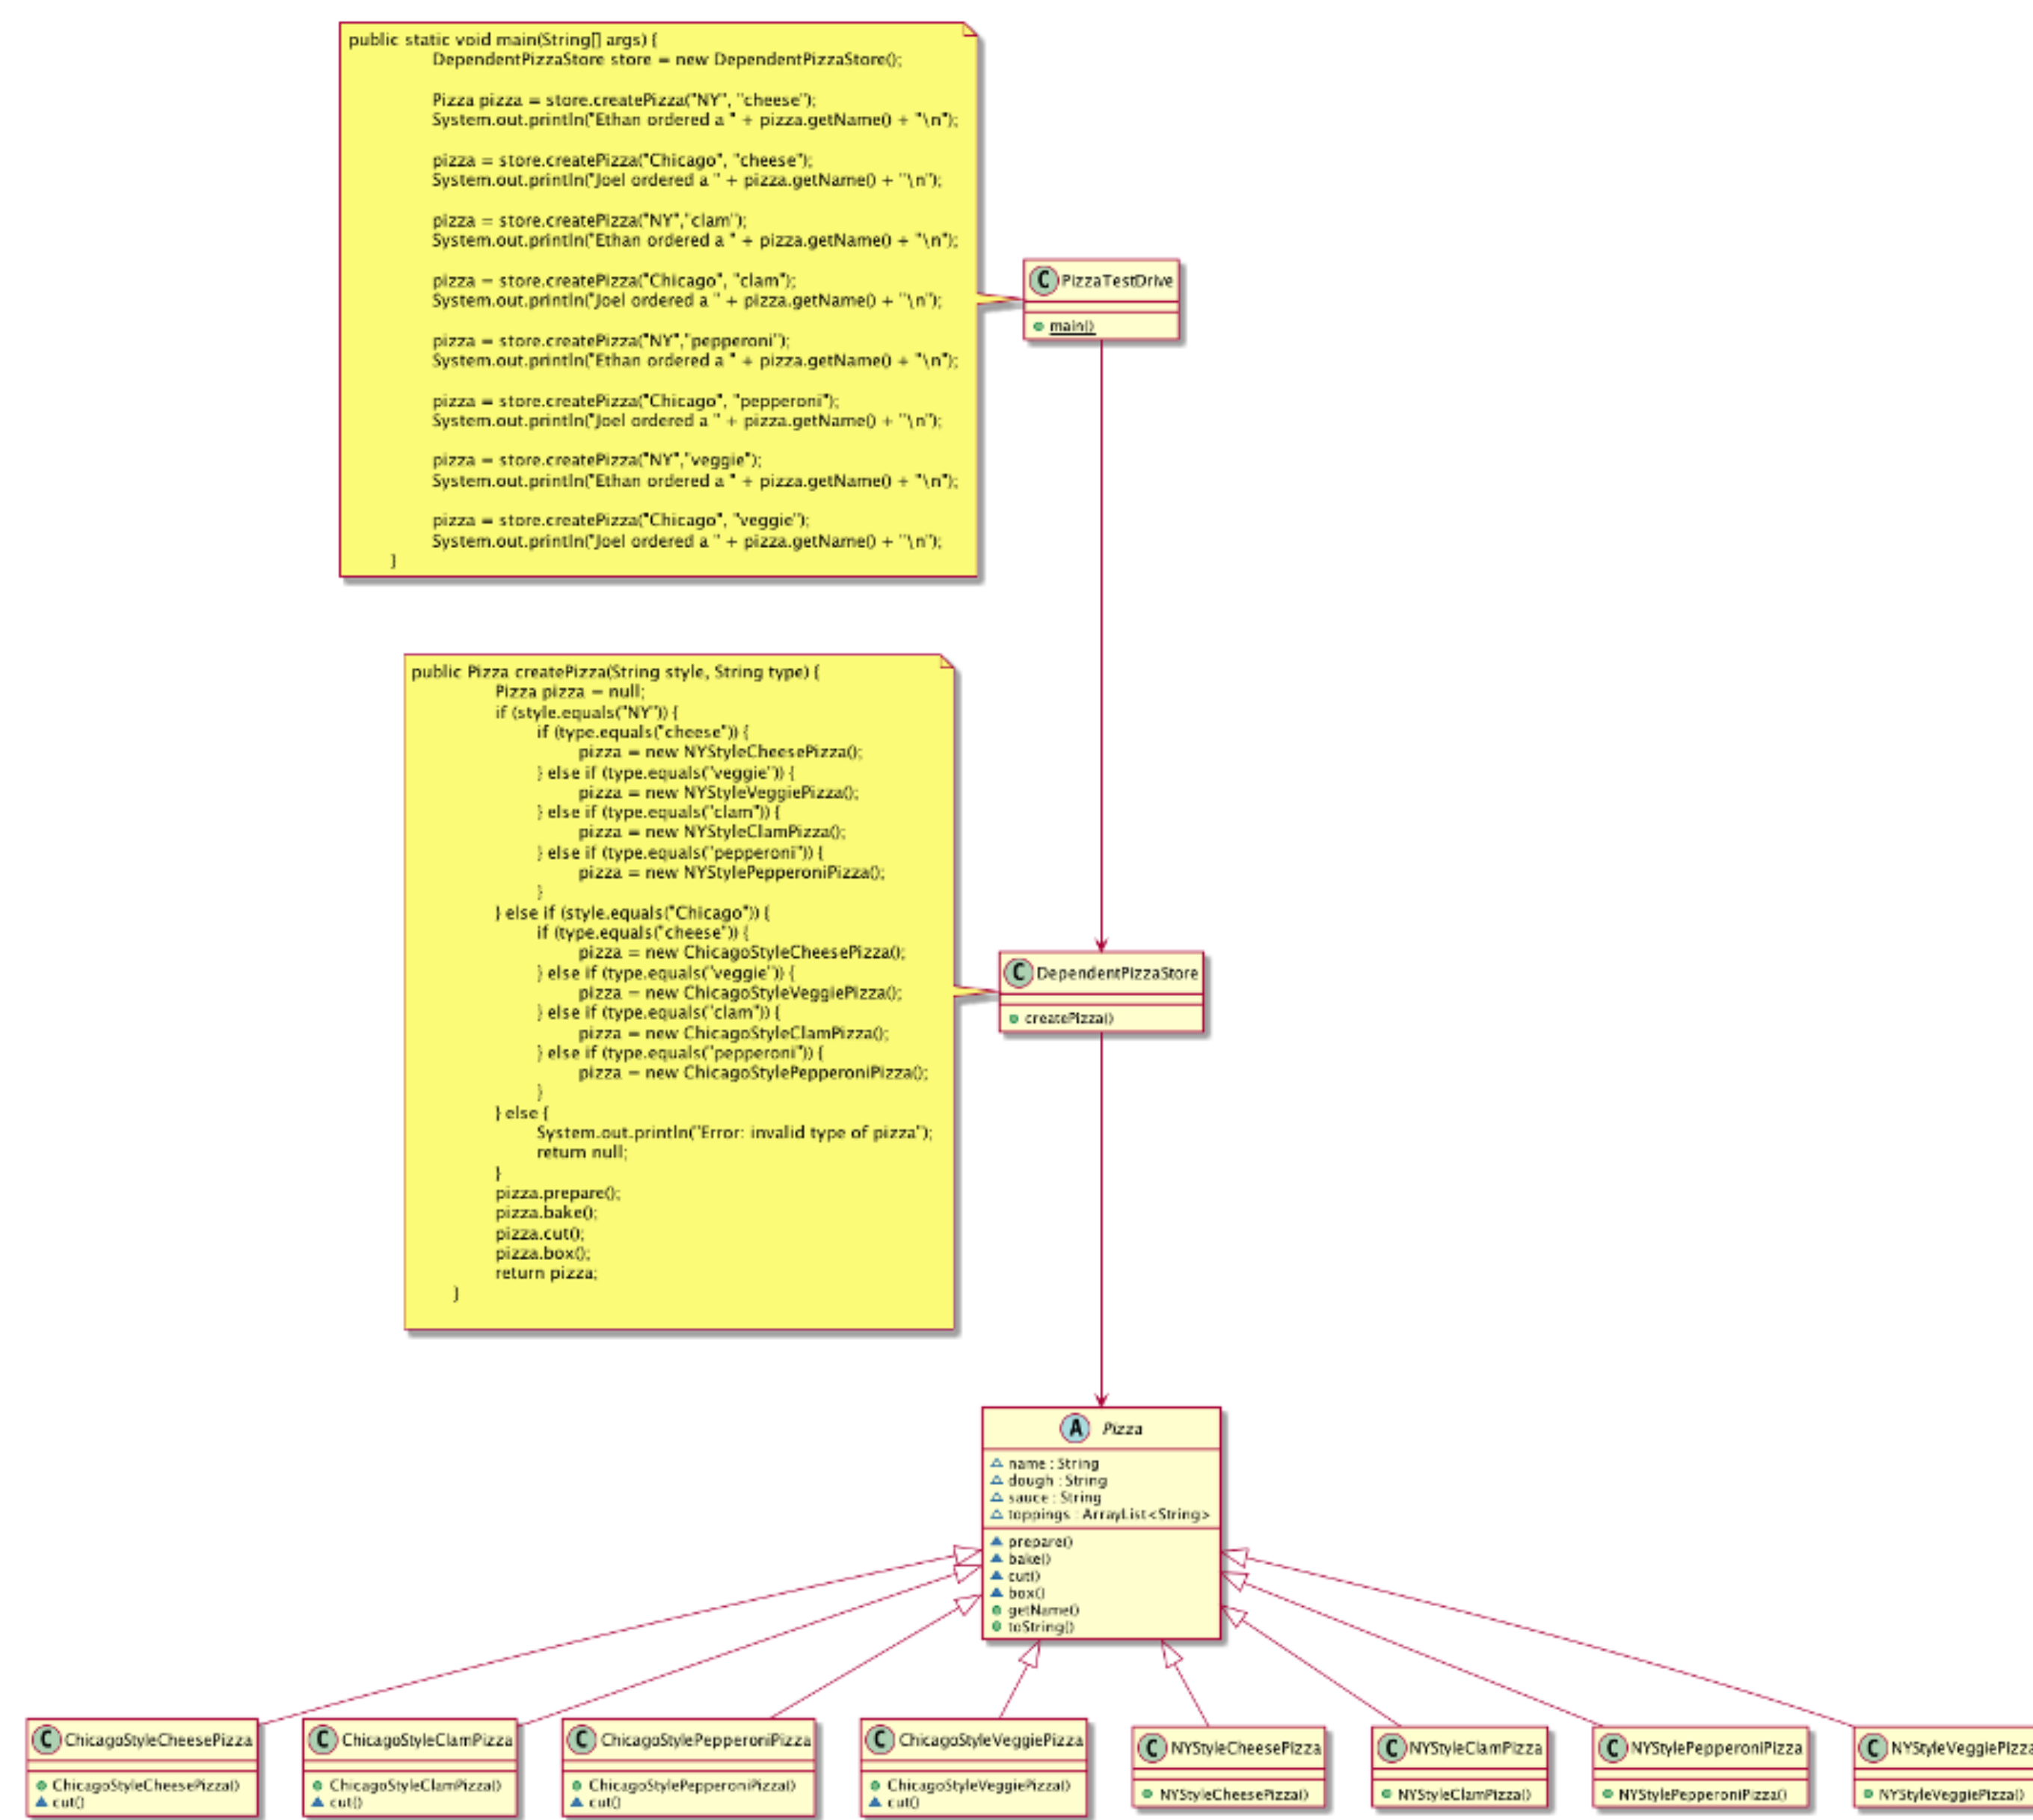 public static void main(String[] args) {
DependentPizzaStore store = new DependentPizzaStore();
Pizza pizza = store.createPizza("NY", "cheese");
System.out.println("Ethan ordered a " + pizza.getName() + "\n");
pizza = store.createPizza("Chicago", "cheese");
System.out.println("Joel ordered a " + pizza.getName() + "\n");
pizza = store.createPizza("NY","clam");
System.out.println("Ethan ordered a " + pizza.getName() + "\n");
pizza = store.createPizza("Chicago", "clam");
System.out.println("Joel ordered a " + pizza.getName() + "\n");
pizza = store.createPizza("NY","pepperoni");
System.out.println("Ethan ordered a " + pizza.getName() + "\n");
pizza = store.createPizza("Chicago", "pepperoni");
System.out.println("Joel ordered a " + pizza.getName() + "\n");
pizza = store.createPizza("NY","veggie");
System.out.println("Ethan ordered a " + pizza.getName() + "\n");
pizza = store.createPizza("Chicago", "veggie");
System.out.println("Joel ordered a " + pizza.getName() + "\n");
}
C PizzaTestDrive
main()
public Pizza createPizza(String style, String type) {
Pizza pizza = null;
if (style.equals("NY")) {
if (type.equals("cheese")) {
pizza = new NYStyleCheesePizza();
} else if (type.equals("veggie")) {
pizza = new NYStyleVeggiePizza();
} else if (type.equals("clam")) {
pizza = new NYStyleClamPizza();
} else if (type.equals("pepperoni")) {
pizza = new NYStylePepperoniPizza();
}
} else if (style.equals("Chicago")) {
if (type.equals("cheese")) {
pizza = new ChicagoStyleCheesePizza();
} else if (type.equals("veggie")) {
pizza = new ChicagoStyleVeggiePizza();
} else if (type.equals("clam")) {
pizza = new ChicagoStyleClamPizza();
} else if (type.equals("pepperoni")) {
pizza = new ChicagoStylePepperoniPizza();
}
} else {
System.out.println("Error: invalid type of pizza");
return null;
}
pizza.prepare();
pizza.bake();
pizza.cut();
pizza.box();
return pizza;
}
C DependentPizzaStore
createPizza()
A Pizza
name : String
dough : String
sauce : String
toppings : ArrayList<String>
prepare()
bake()
cut()
box()
getName()
toString()
C ChicagoStyleCheesePizza
ChicagoStyleCheesePizza()
cut()
C ChicagoStyleClamPizza
ChicagoStyleClamPizza()
cut()
C ChicagoStylePepperoniPizza
ChicagoStylePepperoniPizza()
cut()
C ChicagoStyleVeggiePizza
ChicagoStyleVeggiePizza()
cut()
C NYStyleCheesePizza
NYStyleCheesePizza()
C NYStyleClamPizza
NYStyleClamPizza()
C NYStylePepperoniPizza
NYStylePepperoniPizza()
C NYStyleVeggiePizza
NYStyleVeggiePizza()